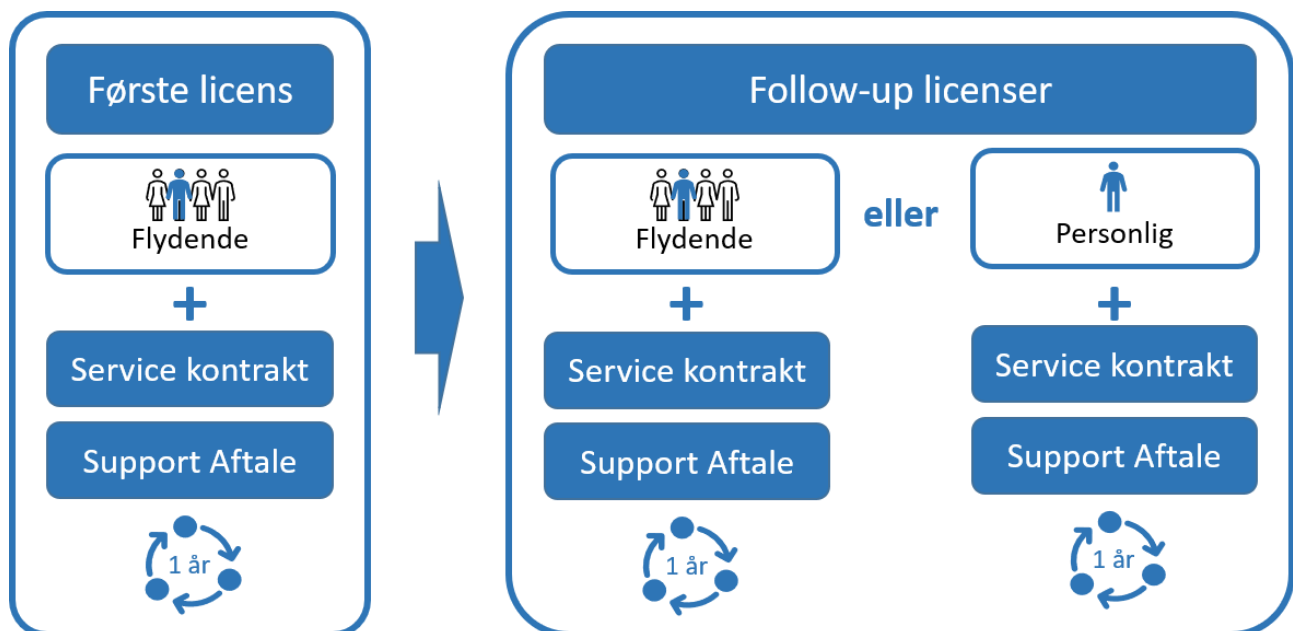 Første licens
Flydende
+
Service kontrakt
Support Aftale
1 år
Follow-up licenser
Flydende
+
Service kontrakt
Support Aftale
1 år
eller
Personlig
+
Service kontrakt
Support Aftale
1 år